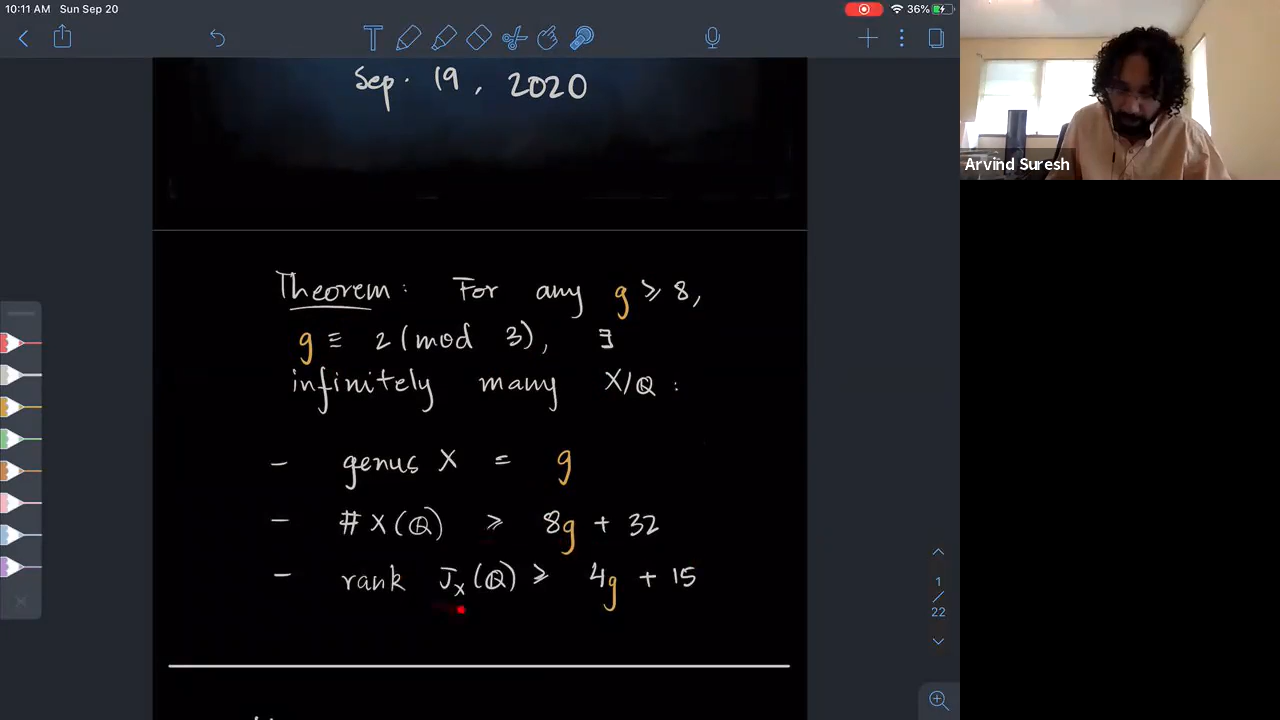 10:11 AM Sun Sep 20
36%
Sep. 19, 2020
Theorem: For any g ≥ 8,
g ≡ 2 (mod 3), ∃
infinitely many X/ℚ :
- genus X = g
- # X(ℚ) ≥ 8g + 32
- rank J_X(ℚ) ≥ 4g + 15
1
/
22
Arvind Suresh